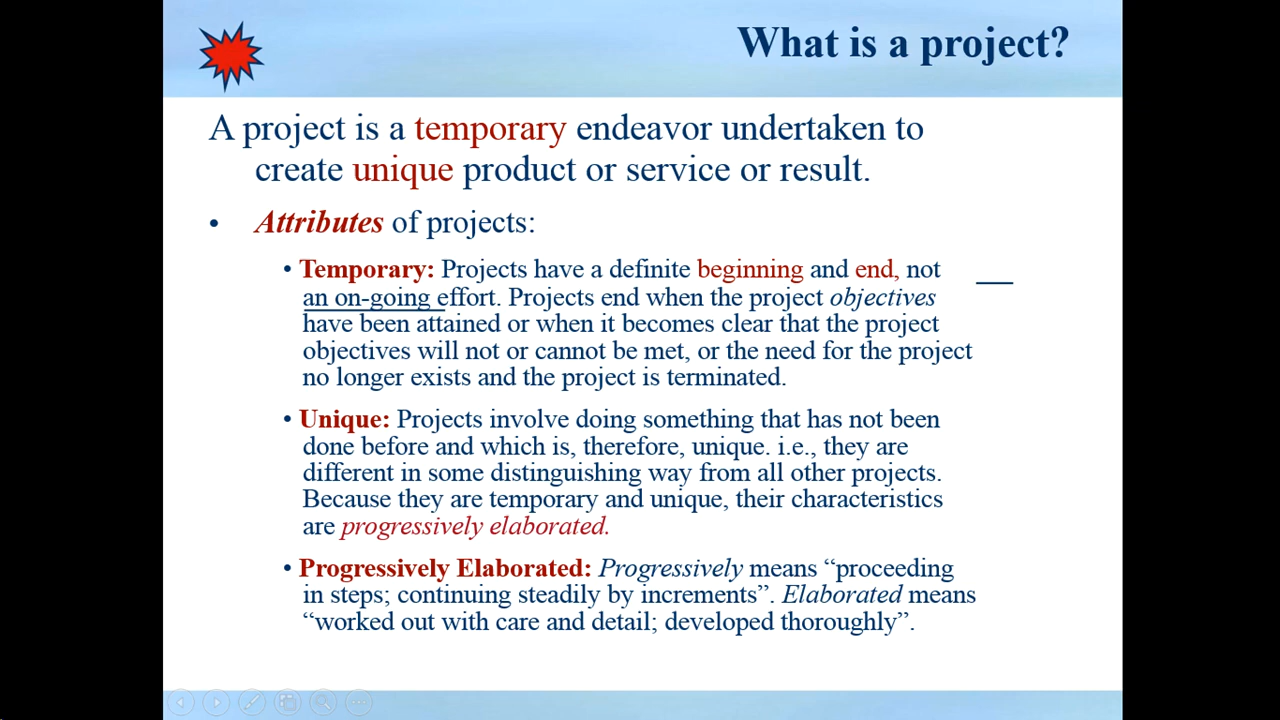 What is a project?
A project is a temporary endeavor undertaken to
create unique product or service or result.
• Attributes of projects:
• Temporary: Projects have a definite beginning and end, not
an on-going effort. Projects end when the project objectives
have been attained or when it becomes clear that the project
objectives will not or cannot be met, or the need for the project
no longer exists and the project is terminated.
• Unique: Projects involve doing something that has not been
done before and which is, therefore, unique. i.e., they are
different in some distinguishing way from all other projects.
Because they are temporary and unique, their characteristics
are progressively elaborated.
• Progressively Elaborated: Progressively means “proceeding
in steps; continuing steadily by increments”. Elaborated means
“worked out with care and detail; developed thoroughly”.